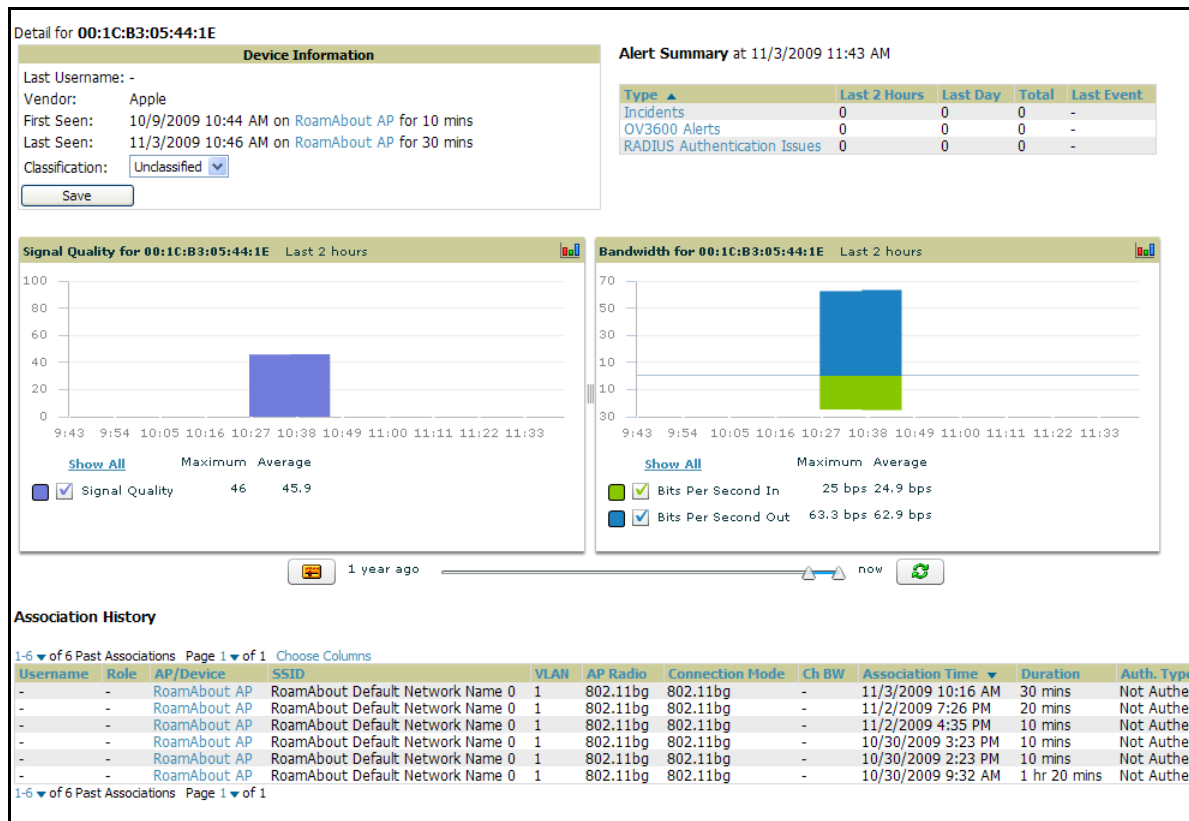 Detail for 00:1C:B3:05:44:1E
Device Information
Last Username: -
Vendor: Apple
First Seen: 10/9/2009 10:44 AM on RoamAbout AP for 10 mins
Last Seen: 11/3/2009 10:46 AM on RoamAbout AP for 30 mins
Classification: Unclassified
Save
Alert Summary at 11/3/2009 11:43 AM
Type Last 2 Hours Last Day Total Last Event
Incidents 0 0 0 -
OV3600 Alerts 0 0 0 -
RADIUS Authentication Issues 0 0 0 -
Signal Quality for 00:1C:B3:05:44:1E Last 2 hours
100
80
60
40
20
0
9:43 9:54 10:05 10:16 10:27 10:38 10:49 11:00 11:11 11:22 11:33
Show All Maximum Average
Signal Quality 46 45.9
Bandwidth for 00:1C:B3:05:44:1E Last 2 hours
70
50
30
10
10
30
9:43 9:54 10:05 10:16 10:27 10:38 10:49 11:00 11:11 11:22 11:33
Show All Maximum Average
Bits Per Second In 25 bps 24.9 bps
Bits Per Second Out 63.3 bps 62.9 bps
1 year ago now
Association History
1-6 of 6 Past Associations Page 1 of 1 Choose Columns
Username Role AP/Device SSID VLAN AP Radio Connection Mode Ch BW Association Time Duration Auth. Type
- - RoamAbout AP RoamAbout Default Network Name 0 1 802.11bg 802.11bg - 11/3/2009 10:16 AM 30 mins Not Authe
- - RoamAbout AP RoamAbout Default Network Name 0 1 802.11bg 802.11bg - 11/2/2009 7:26 PM 20 mins Not Authe
- - RoamAbout AP RoamAbout Default Network Name 0 1 802.11bg 802.11bg - 11/2/2009 4:35 PM 10 mins Not Authe
- - RoamAbout AP RoamAbout Default Network Name 0 1 802.11bg 802.11bg - 10/30/2009 3:23 PM 10 mins Not Authe
- - RoamAbout AP RoamAbout Default Network Name 0 1 802.11bg 802.11bg - 10/30/2009 2:23 PM 10 mins Not Authe
- - RoamAbout AP RoamAbout Default Network Name 0 1 802.11bg 802.11bg - 10/30/2009 9:32 AM 1 hr 20 mins Not Authe
1-6 of 6 Past Associations Page 1 of 1